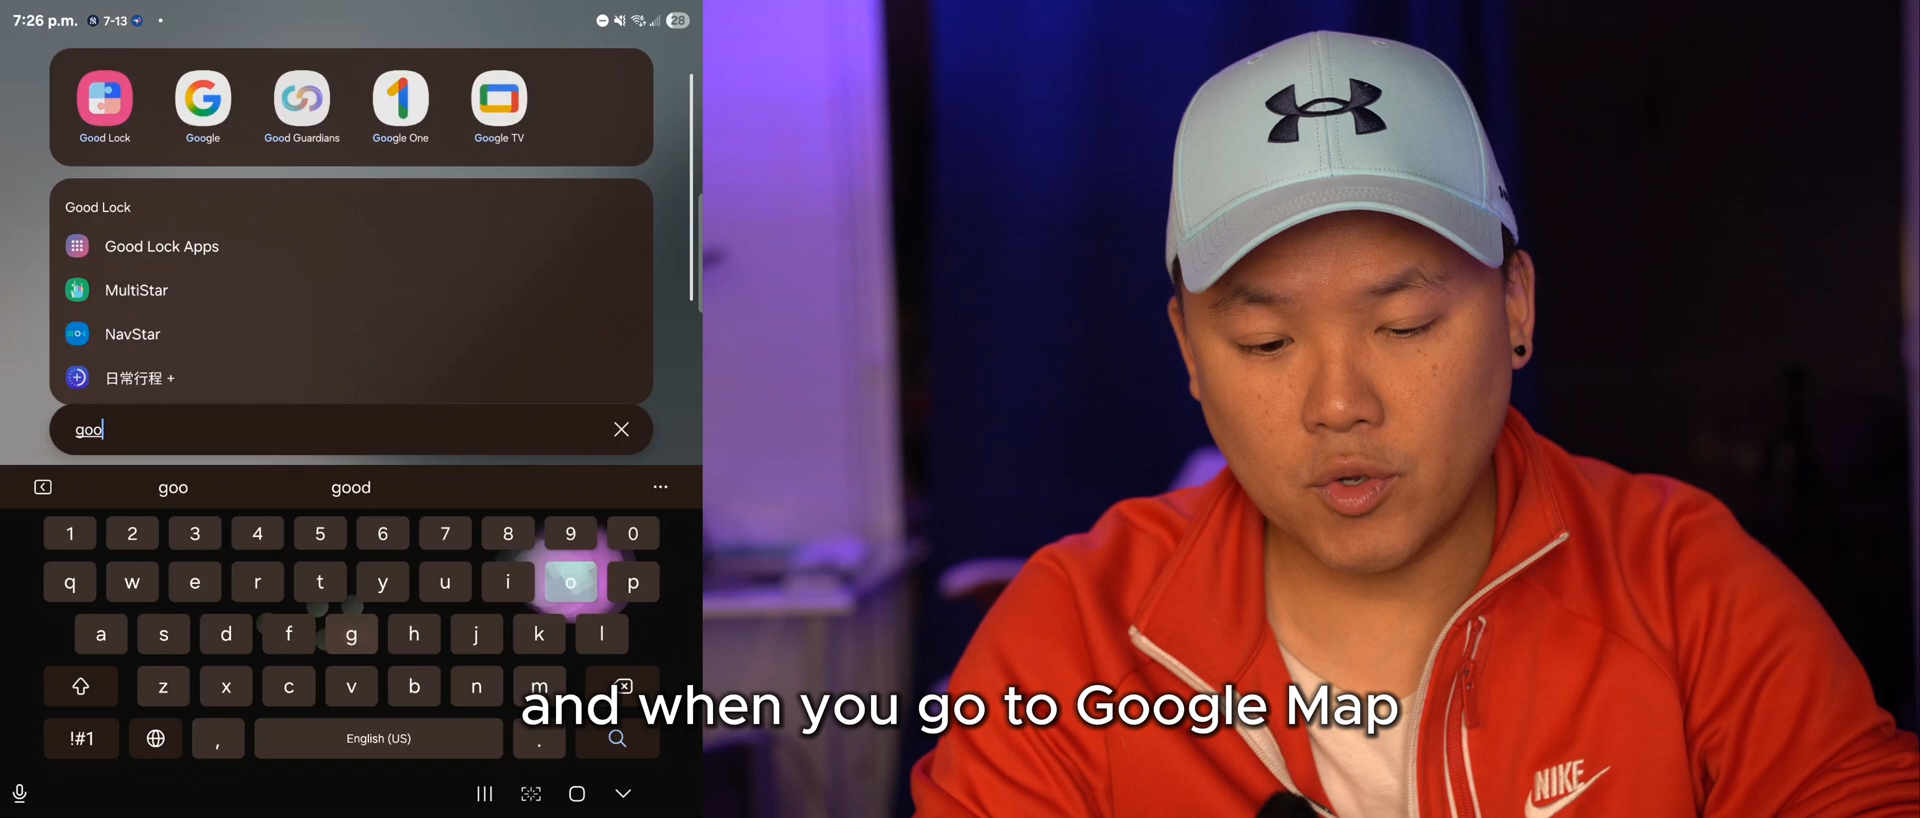 7:26 p.m. 7-13 28
Good Lock
Google
Good Guardians
Google One
Google TV
Good Lock
Good Lock Apps
MultiStar
NavStar
日常行程 +
goo
goo good ...
1 2 3 4 5 6 7 8 9 0
q w e r t y u i o p
a s d f g h j k l
z x c v b n m
!#1 , English (US) .
and when you go to Google Map
NIKE